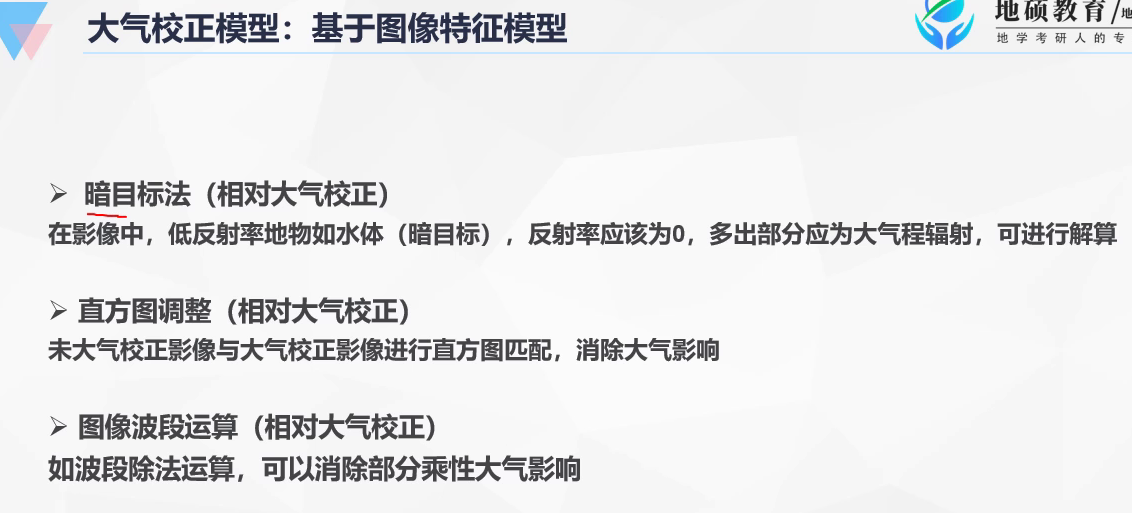 大气校正模型：基于图像特征模型
地硕教育/地
地学考研人的专
➢ 暗目标法（相对大气校正）
在影像中，低反射率地物如水体（暗目标），反射率应该为0，多出部分应为大气程辐射，可进行解算
➢ 直方图调整（相对大气校正）
未大气校正影像与大气校正影像进行直方图匹配，消除大气影响
➢ 图像波段运算（相对大气校正）
如波段除法运算，可以消除部分乘性大气影响